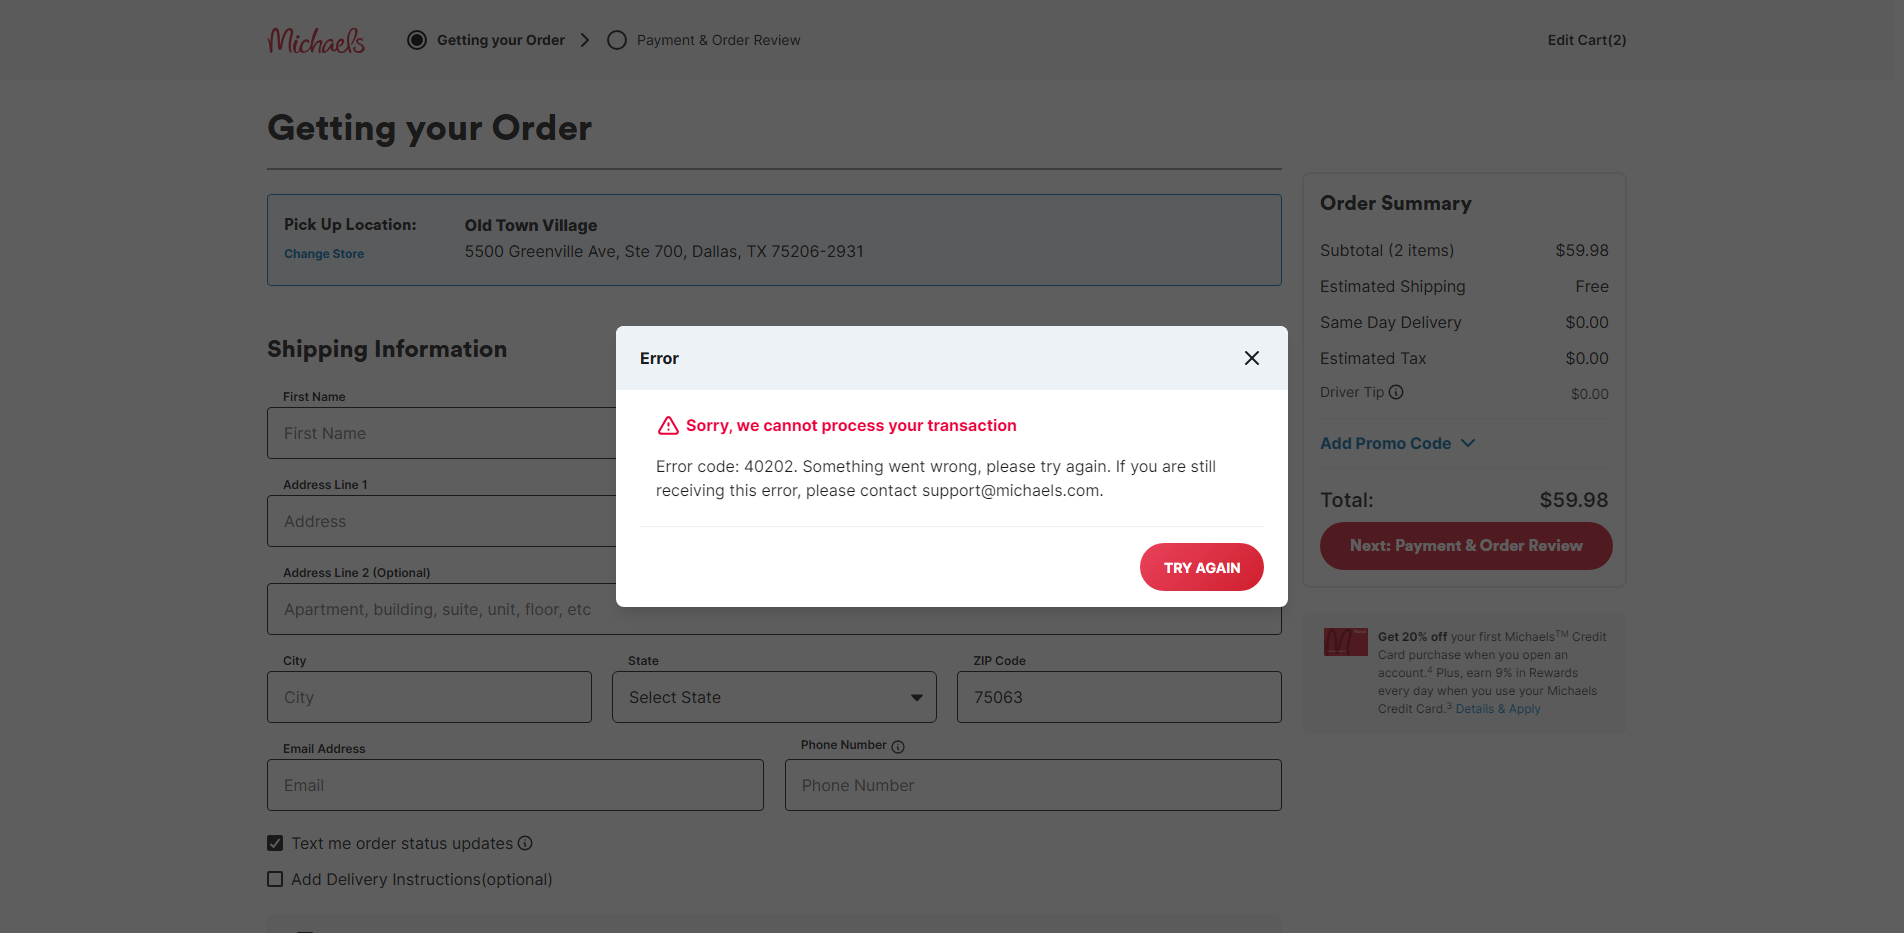 Michaels
Getting your Order
Payment & Order Review
Edit Cart(2)
Getting your Order
Pick Up Location:
Change Store
Old Town Village
5500 Greenville Ave, Ste 700, Dallas, TX 75206-2931
Shipping Information
First Name
First Name
Address Line 1
Address
Address Line 2 (Optional)
Apartment, building, suite, unit, floor, etc
City
City
State
Select State
ZIP Code
75063
Email Address
Email
Phone Number
Phone Number
Text me order status updates
Add Delivery Instructions(optional)
Error
Sorry, we cannot process your transaction
Error code: 40202. Something went wrong, please try again. If you are still
receiving this error, please contact support@michaels.com.
TRY AGAIN
Order Summary
Subtotal (2 items) $59.98
Estimated Shipping Free
Same Day Delivery $0.00
Estimated Tax $0.00
Driver Tip $0.00
Add Promo Code
Total: $59.98
Next: Payment & Order Review
Get 20% off your first Michaels™ Credit
Card purchase when you open an
account.⁴ Plus, earn 9% in Rewards
every day when you use your Michaels
Credit Card.³ Details & Apply